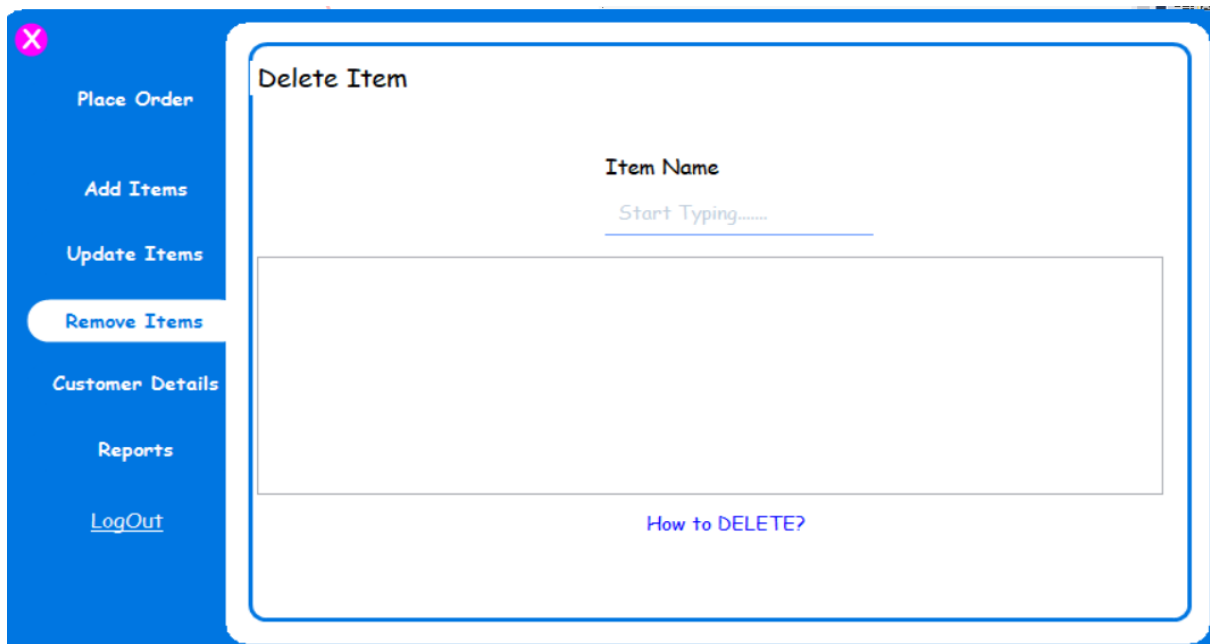 X
Place Order
Add Items
Update Items
Remove Items
Customer Details
Reports
LogOut
Delete Item
Item Name
Start Typing.......
How to DELETE?